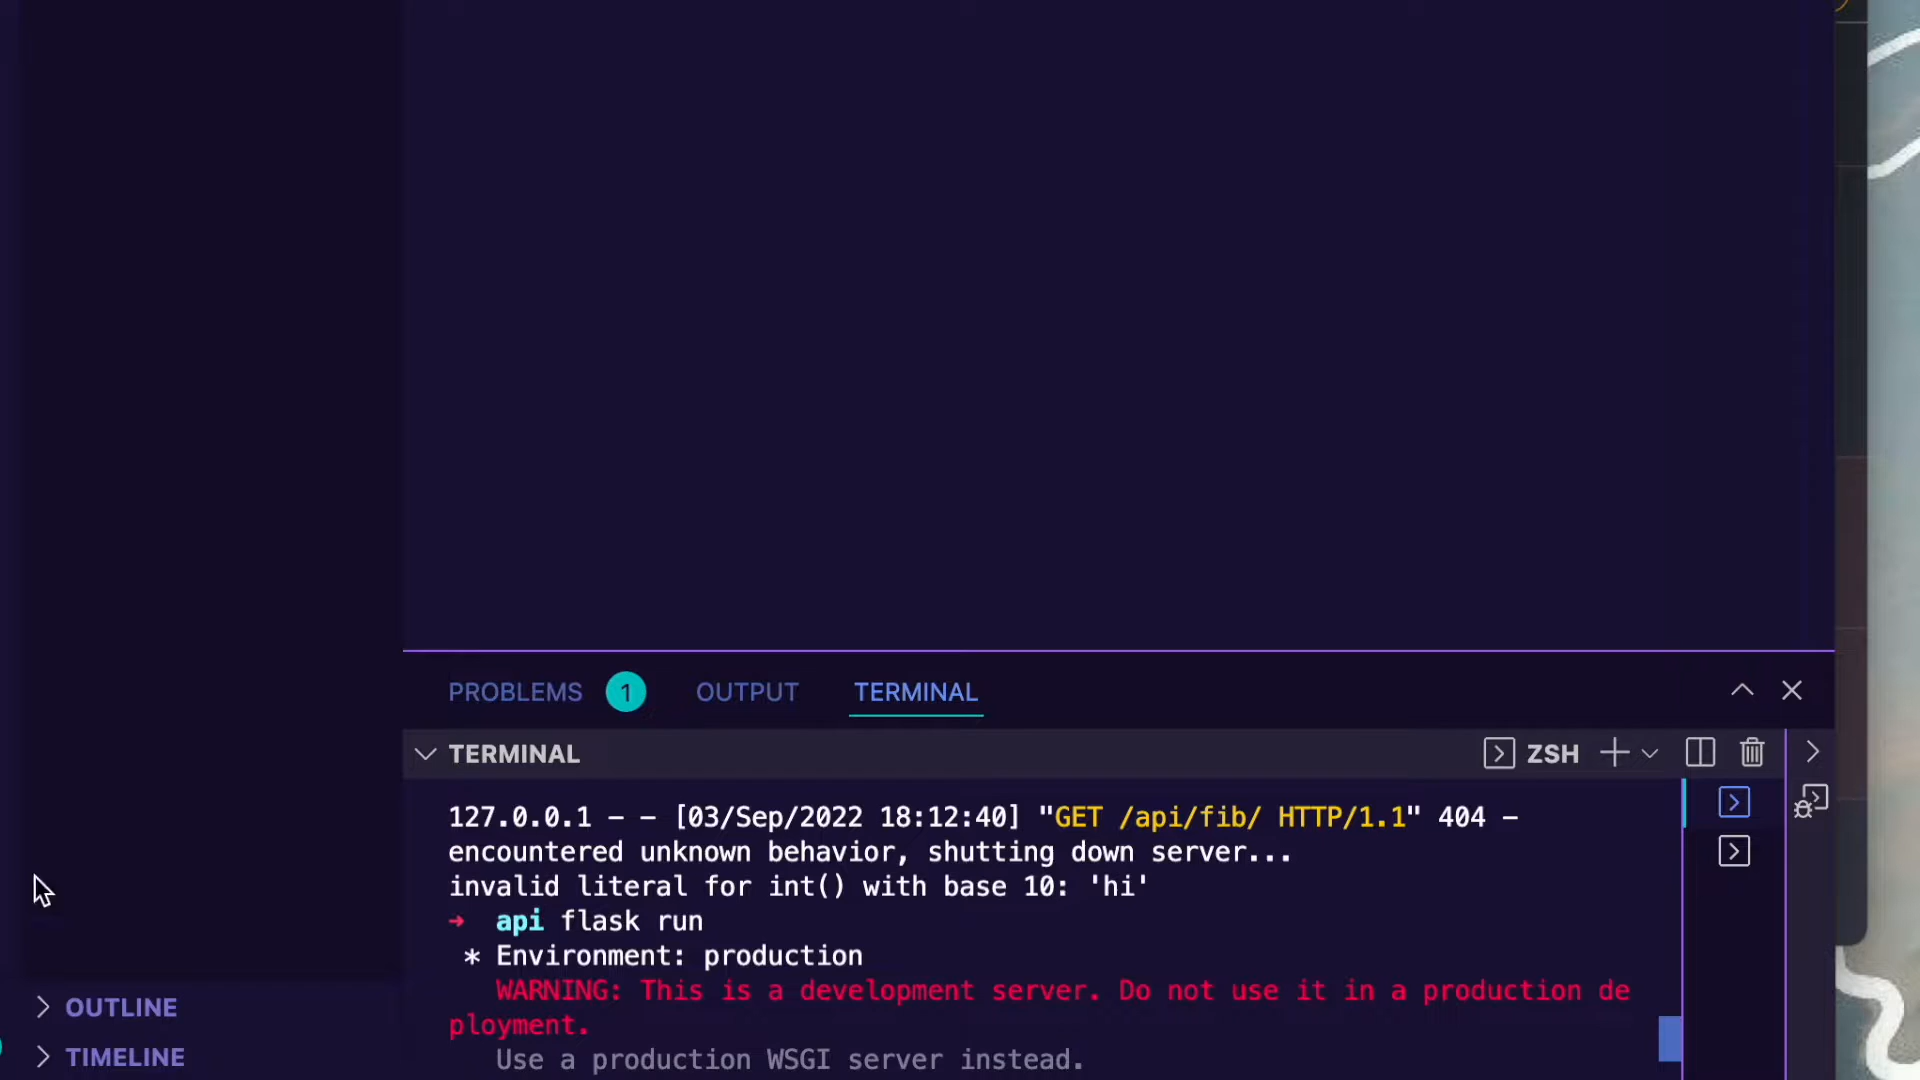 PROBLEMS 1 OUTPUT TERMINAL
TERMINAL ZSH
127.0.0.1 - - [03/Sep/2022 18:12:40] "GET /api/fib/ HTTP/1.1" 404 -
encountered unknown behavior, shutting down server...
invalid literal for int() with base 10: 'hi'
➜ api flask run
* Environment: production
WARNING: This is a development server. Do not use it in a production de
ployment.
Use a production WSGI server instead.
OUTLINE
TIMELINE